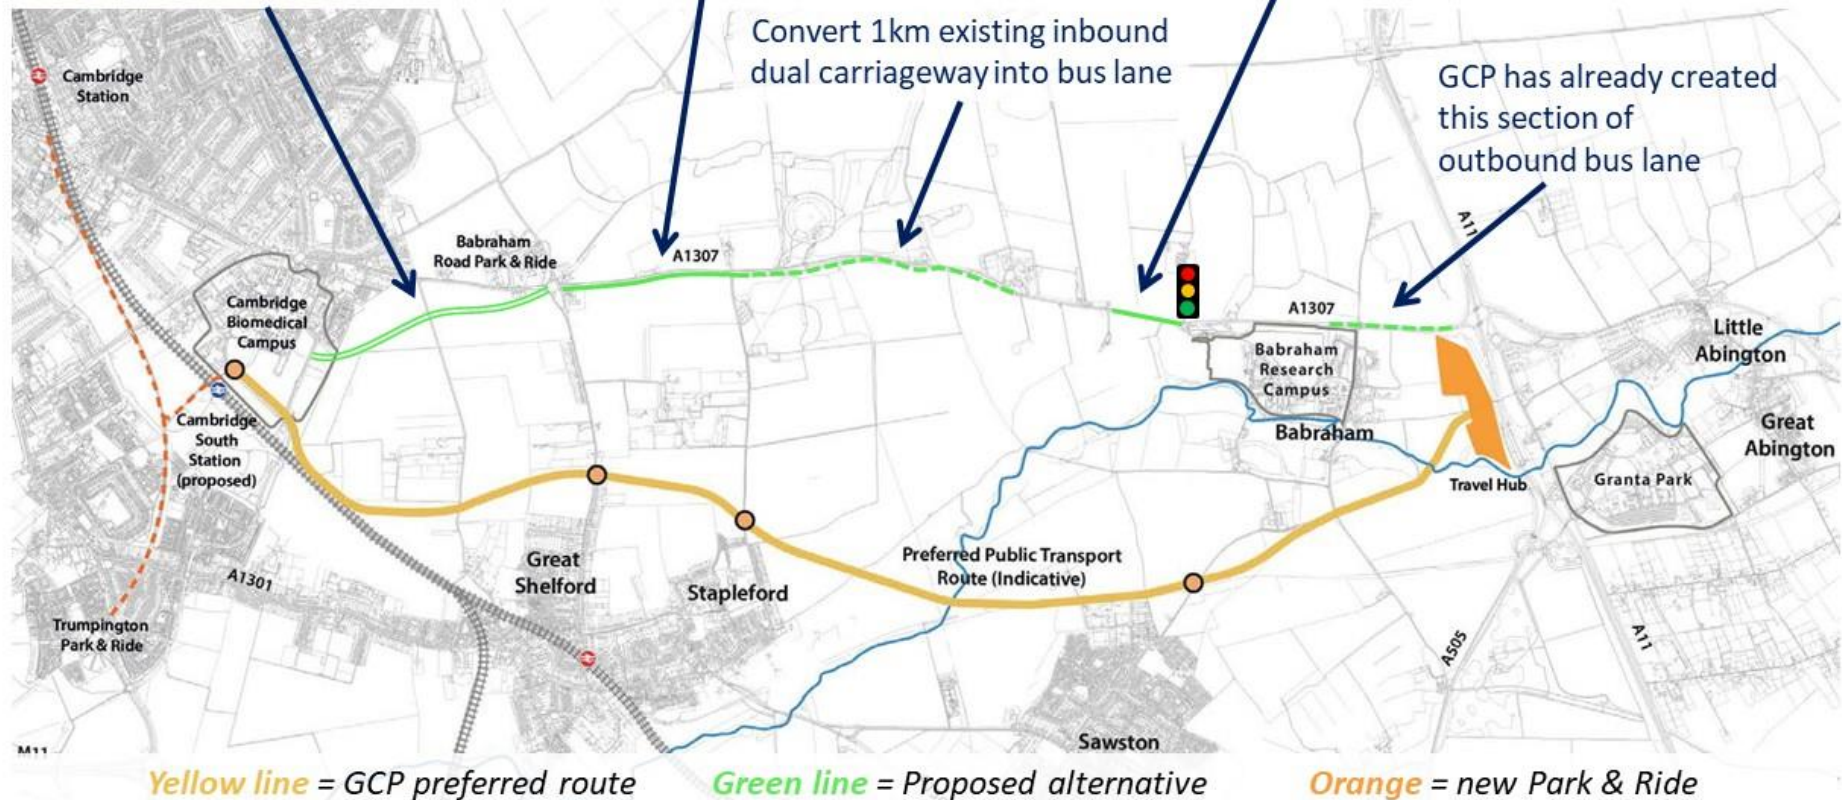 Convert 1km existing inbound
dual carriageway into bus lane
GCP has already created
this section of
outbound bus lane
Cambridge
Station
A11
Babraham
Road Park & Ride
A1307
Cambridge
Biomedical
Campus
A1307
Little
Abington
Babraham
Research
Campus
Cambridge
South
Station
(proposed)
Babraham
Great
Abington
Travel Hub
Granta Park
Great
Shelford
Preferred Public Transport
Route (Indicative)
A1301
Stapleford
Trumpington
Park & Ride
A505
A11
Sawston
M11
Yellow line = GCP preferred route
Green line = Proposed alternative
Orange = new Park & Ride